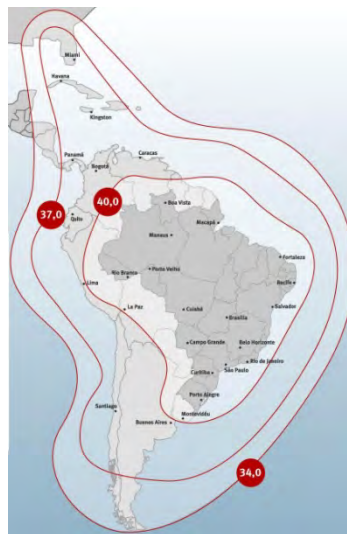 Miami
Havana
Kingston
Panamá
Caracas
Bogotá
40,0
37,0
Boa Vista
Quito
Macapá
Manaus
Fortaleza
Rio Branco
Porto Velho
Recife
Lima
La Paz
Cuiabá
Salvador
Brasília
Campo Grande
Belo Horizonte
Rio de Janeiro
São Paulo
Curitiba
Porto Alegre
Santiago
Montevidéu
Buenos Aires
34,0